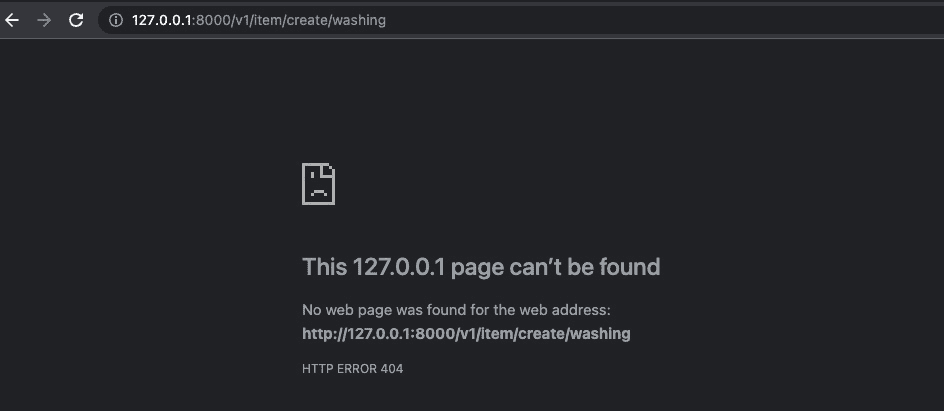 127.0.0.1:8000/v1/item/create/washing
This 127.0.0.1 page can’t be found
No web page was found for the web address:
http://127.0.0.1:8000/v1/item/create/washing
HTTP ERROR 404